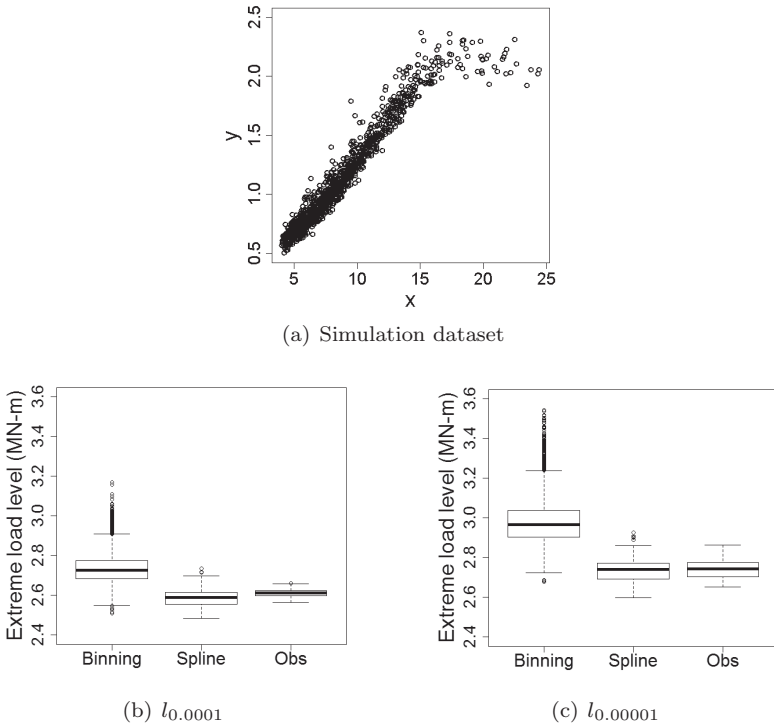 2.5
2.0
1.5
1.0
0.5
y
5 10 15 20 25
x
(a) Simulation dataset
Extreme load level (MN-m)
3.6
3.4
3.2
3.0
2.8
2.6
2.4
Binning Spline Obs
(b) l0.0001
Extreme load level (MN-m)
3.6
3.4
3.2
3.0
2.8
2.6
2.4
Binning Spline Obs
(c) l0.00001